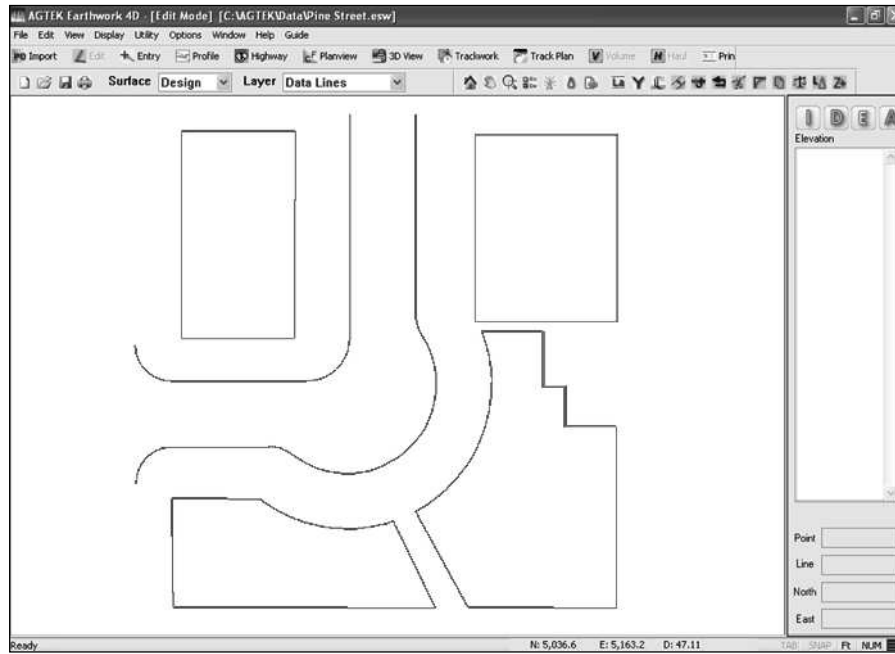 AGTEK Earthwork 4D - [Edit Mode] [C:\AGTEK\Data\Pine Street.esw]
File Edit View Display Utility Options Window Help Guide
Import Edit Entry Profile Highway Planview 3D View Trackwork Track Plan Volume Haul Prin
Surface Design Layer Data Lines
I D E A
Elevation
Point
Line
North
East
Ready N: 5,036.6 E: 5,163.2 D: 47.11 TAB SNAP Ft NUM